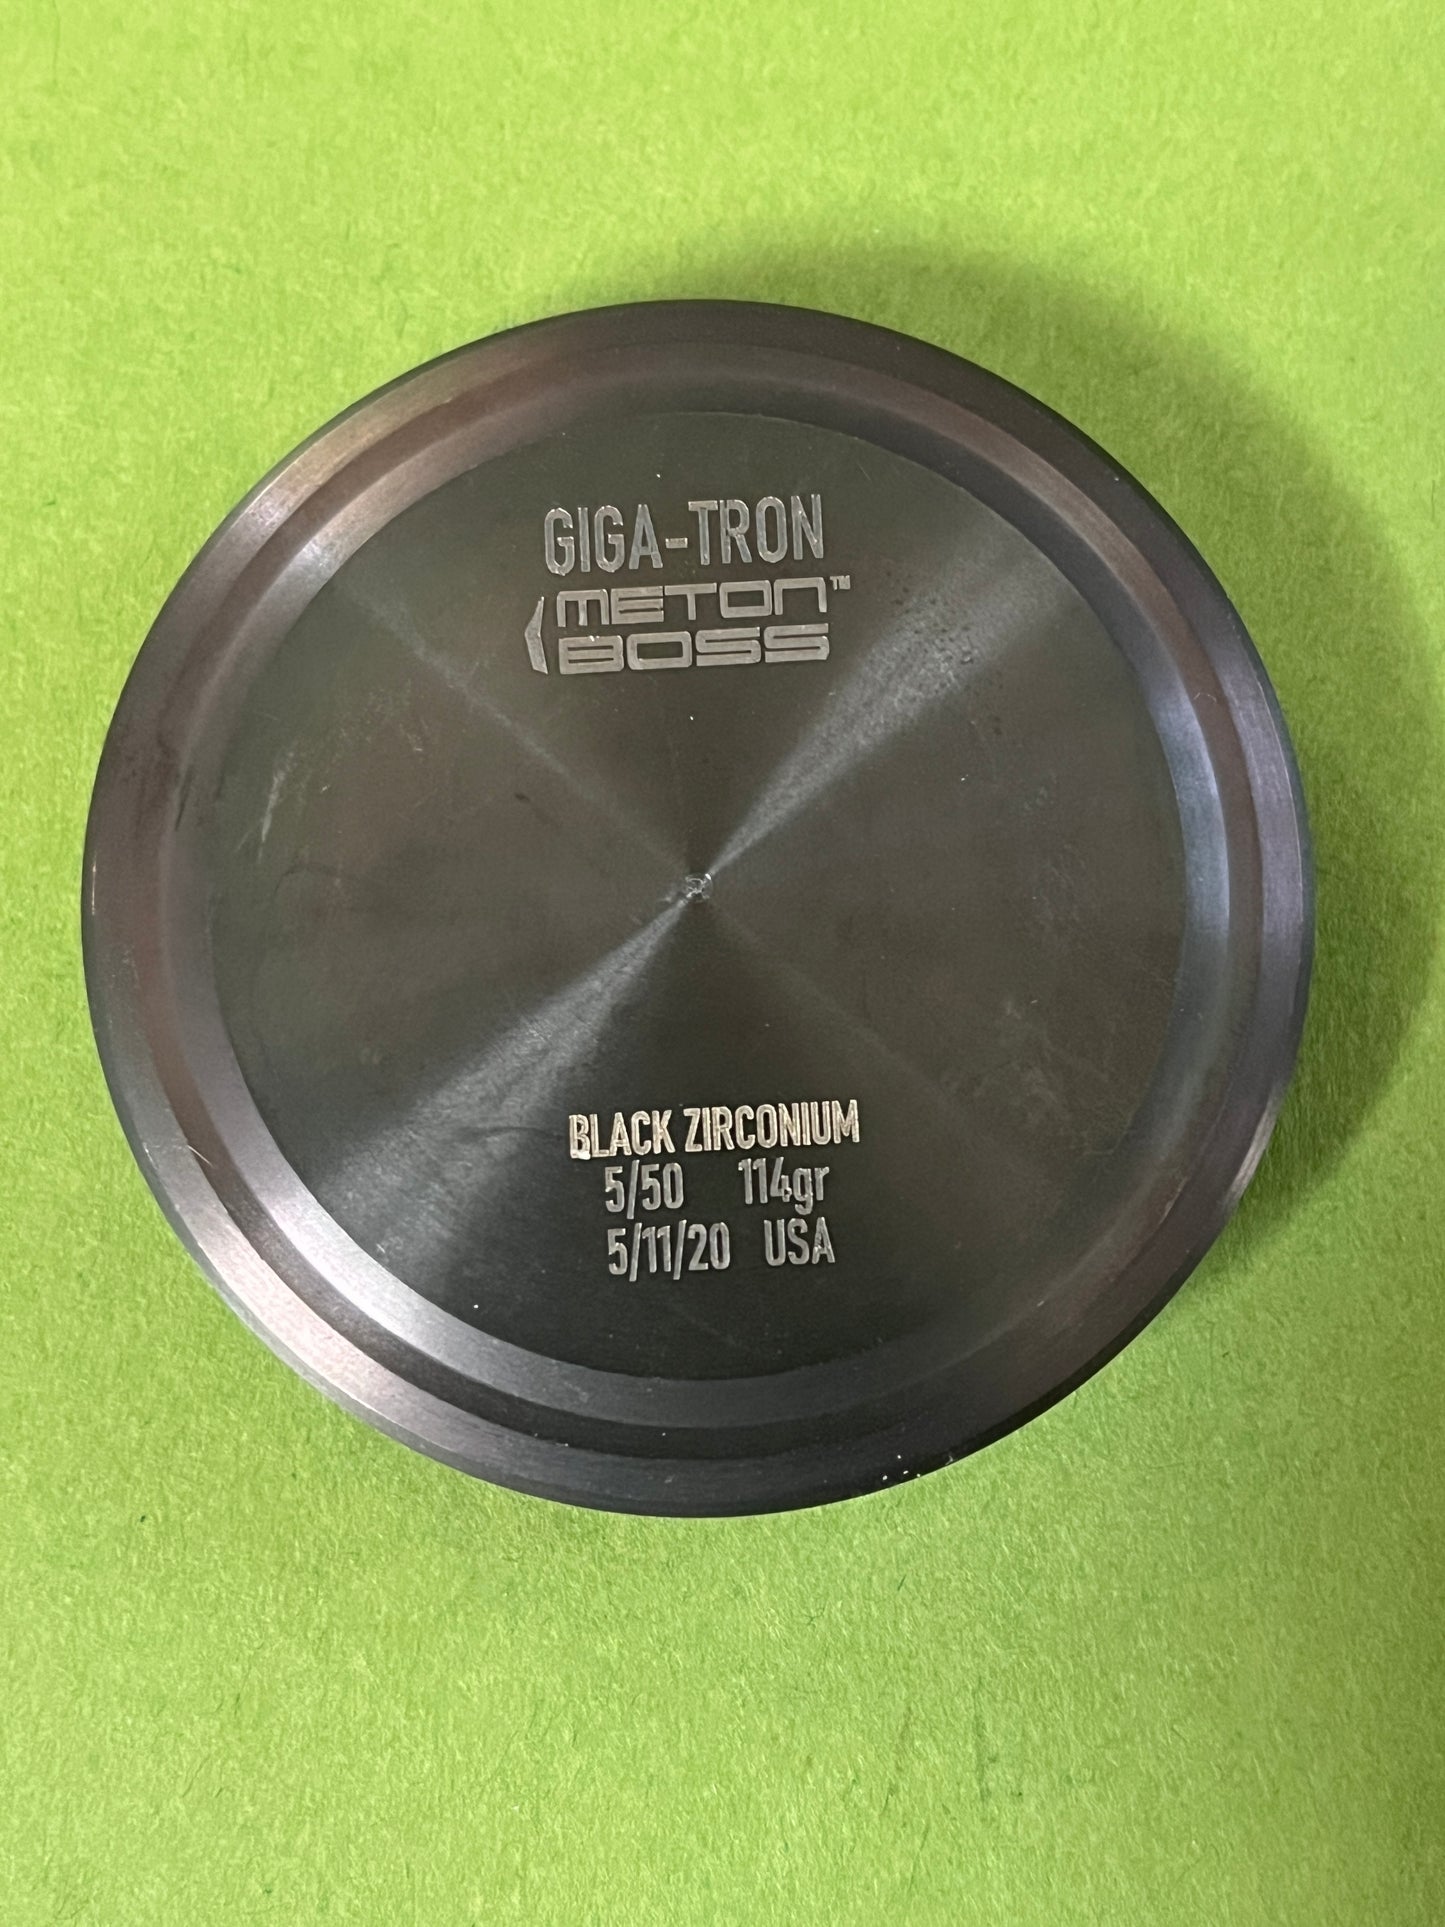 GIGA-TRON
METON™
BOSS
BLACK ZIRCONIUM
5/50 114gr
5/11/20 USA